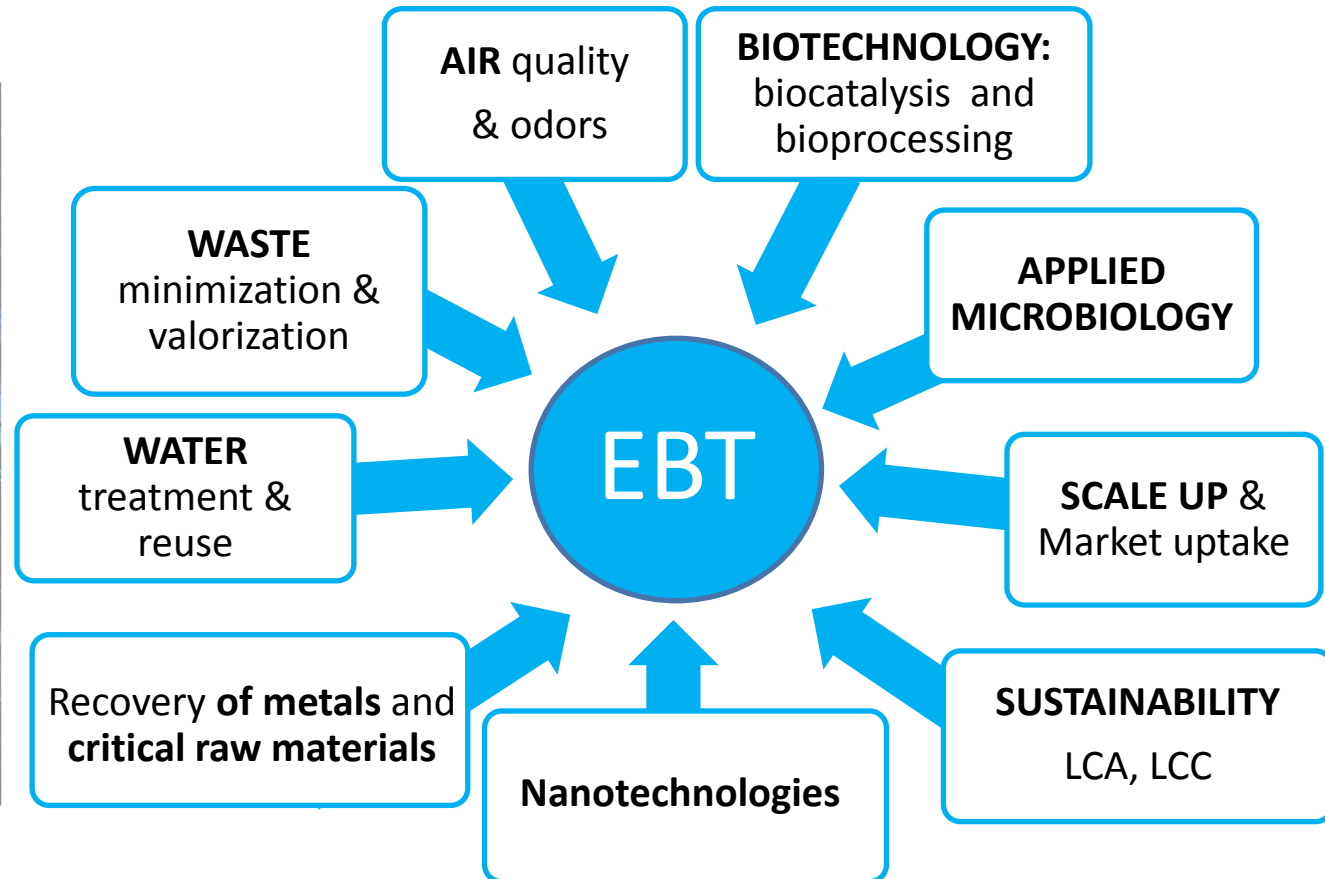 AIR quality
& odors
BIOTECHNOLOGY:
biocatalysis and
bioprocessing
WASTE
minimization &
valorization
APPLIED
MICROBIOLOGY
EBT
WATER
treatment &
reuse
SCALE UP &
Market uptake
Recovery of metals and
critical raw materials
Nanotechnologies
SUSTAINABILITY
LCA, LCC